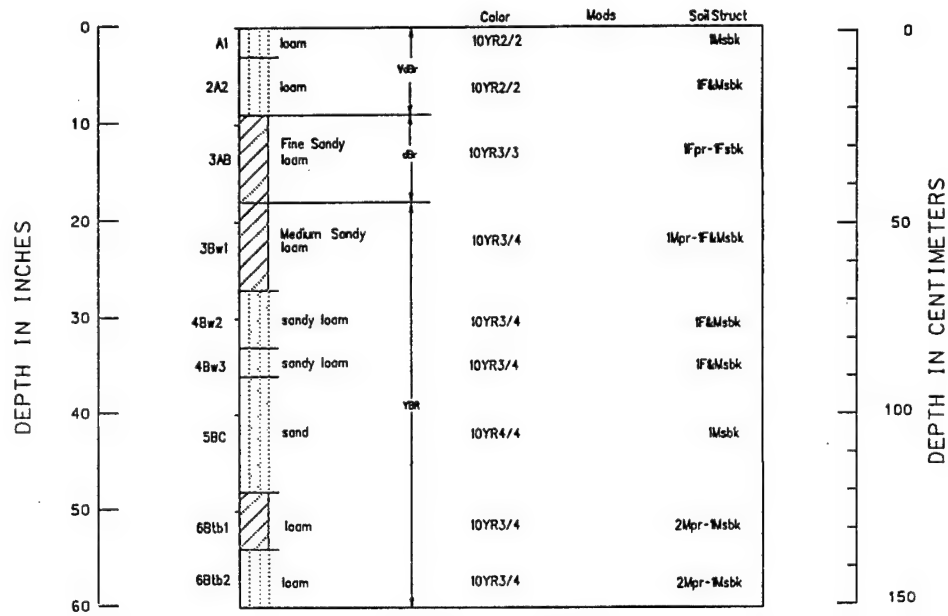 Color Mods Soil Struct
0 0
A1 loam 10YR2/2 1Msbk
VdBr
2A2 loam 10YR2/2 1F&Msbk
10
3AB Fine Sandy loam dBr 10YR3/3 1Fpr-1Fsbk
20 50
3Bw1 Medium Sandy loam 10YR3/4 1Mpr-1F&Msbk
30
4Bw2 sandy loam 10YR3/4 1F&Msbk
4Bw3 sandy loam 10YR3/4 1F&Msbk
YBR
40 100
5BC sand 10YR4/4 1Msbk
50
6Btb1 loam 10YR3/4 2Mpr-1Msbk
6Btb2 loam 10YR3/4 2Mpr-1Msbk
60 150
DEPTH IN INCHES
DEPTH IN CENTIMETERS